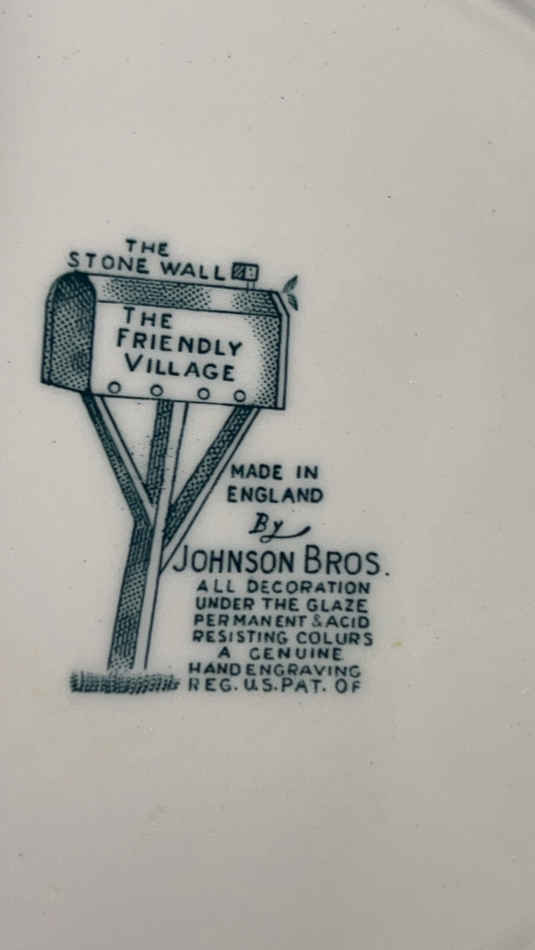 THE
STONE WALL
THE
FRIENDLY
VILLAGE
MADE IN
ENGLAND
By
JOHNSON BROS.
ALL DECORATION
UNDER THE GLAZE
PERMANENT & ACID
RESISTING COLURS
A GENUINE
HAND ENGRAVING
REG. U.S. PAT. OF